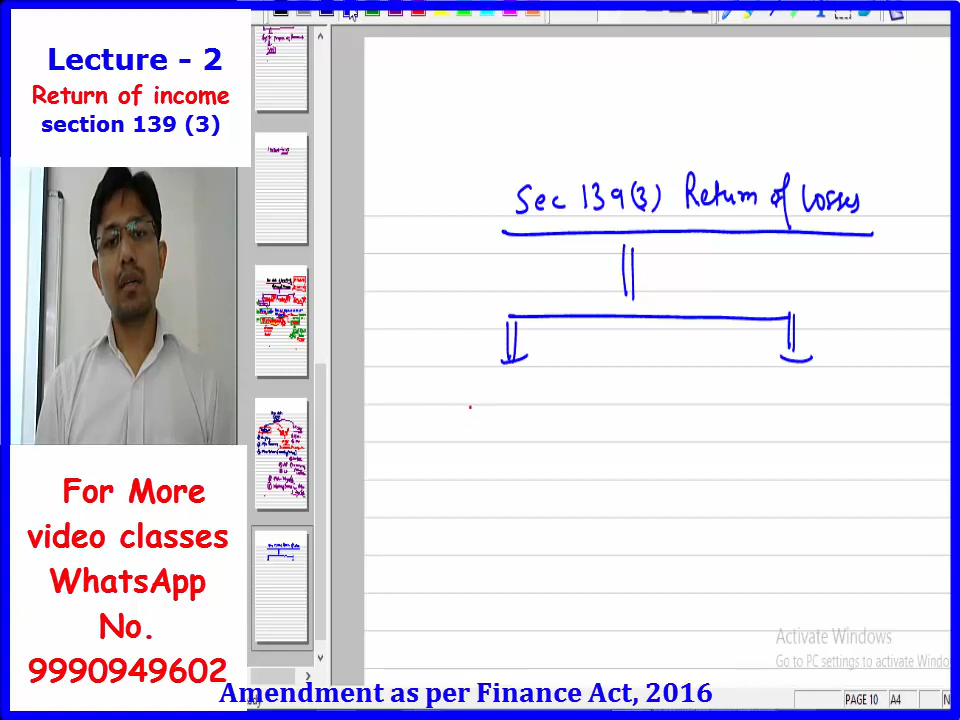 Lecture - 2
Return of income
section 139 (3)
Sec 139(3) Return of Losses
For More
video classes
WhatsApp
No.
9990949602
Activate Windows
Go to PC settings to activate Windo
PAGE 10
A4
N
Amendment as per Finance Act, 2016